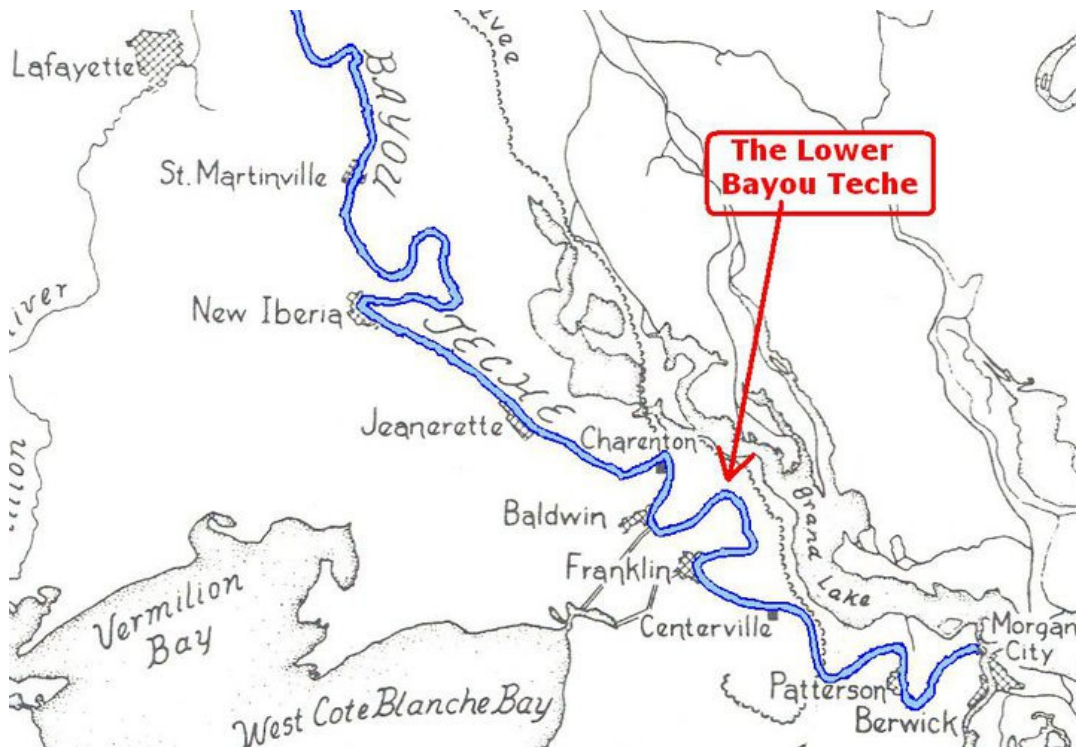 Lafayette
BAYOU
evee
The Lower
Bayou Teche
St. Martinville
River
New Iberia
TECHE
Jeanerette
Charenton
Baldwin
Grand
Lake
Franklin
Vermilion
Bay
Centerville
Morgan
City
Patterson
Berwick
West Cote Blanche Bay